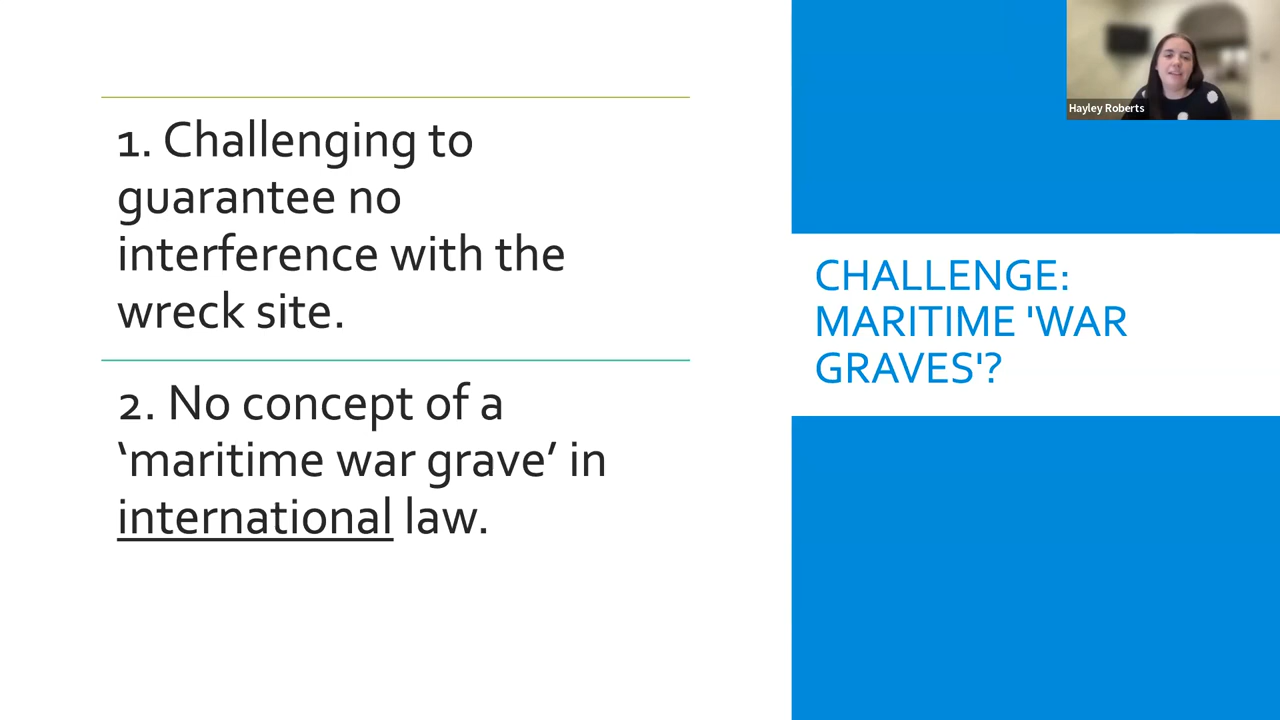 1. Challenging to
guarantee no
interference with the
wreck site.
2. No concept of a
‘maritime war grave’ in
international law.
Hayley Roberts
CHALLENGE:
MARITIME 'WAR
GRAVES'?